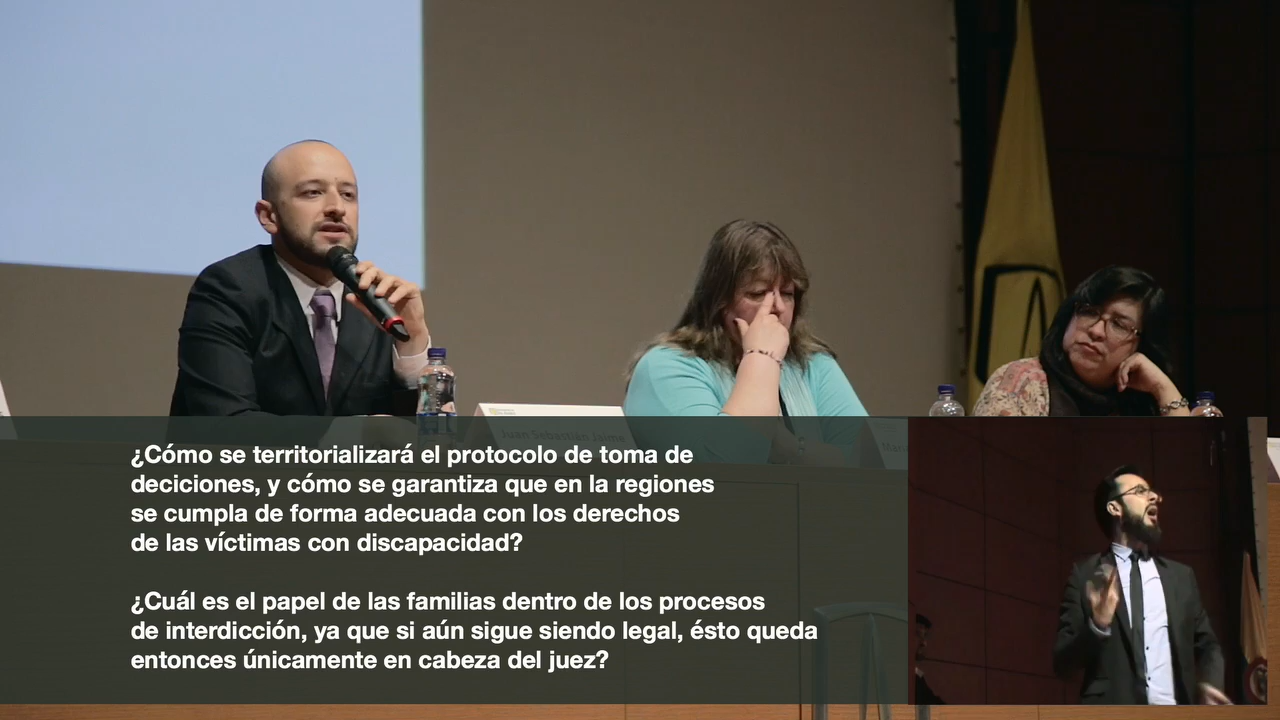 Juan Sebastián Jaime
¿Cómo se territorializará el protocolo de toma de
deciciones, y cómo se garantiza que en la regiones
se cumpla de forma adecuada con los derechos
de las víctimas con discapacidad?
¿Cuál es el papel de las familias dentro de los procesos
de interdicción, ya que si aún sigue siendo legal, ésto queda
entonces únicamente en cabeza del juez?